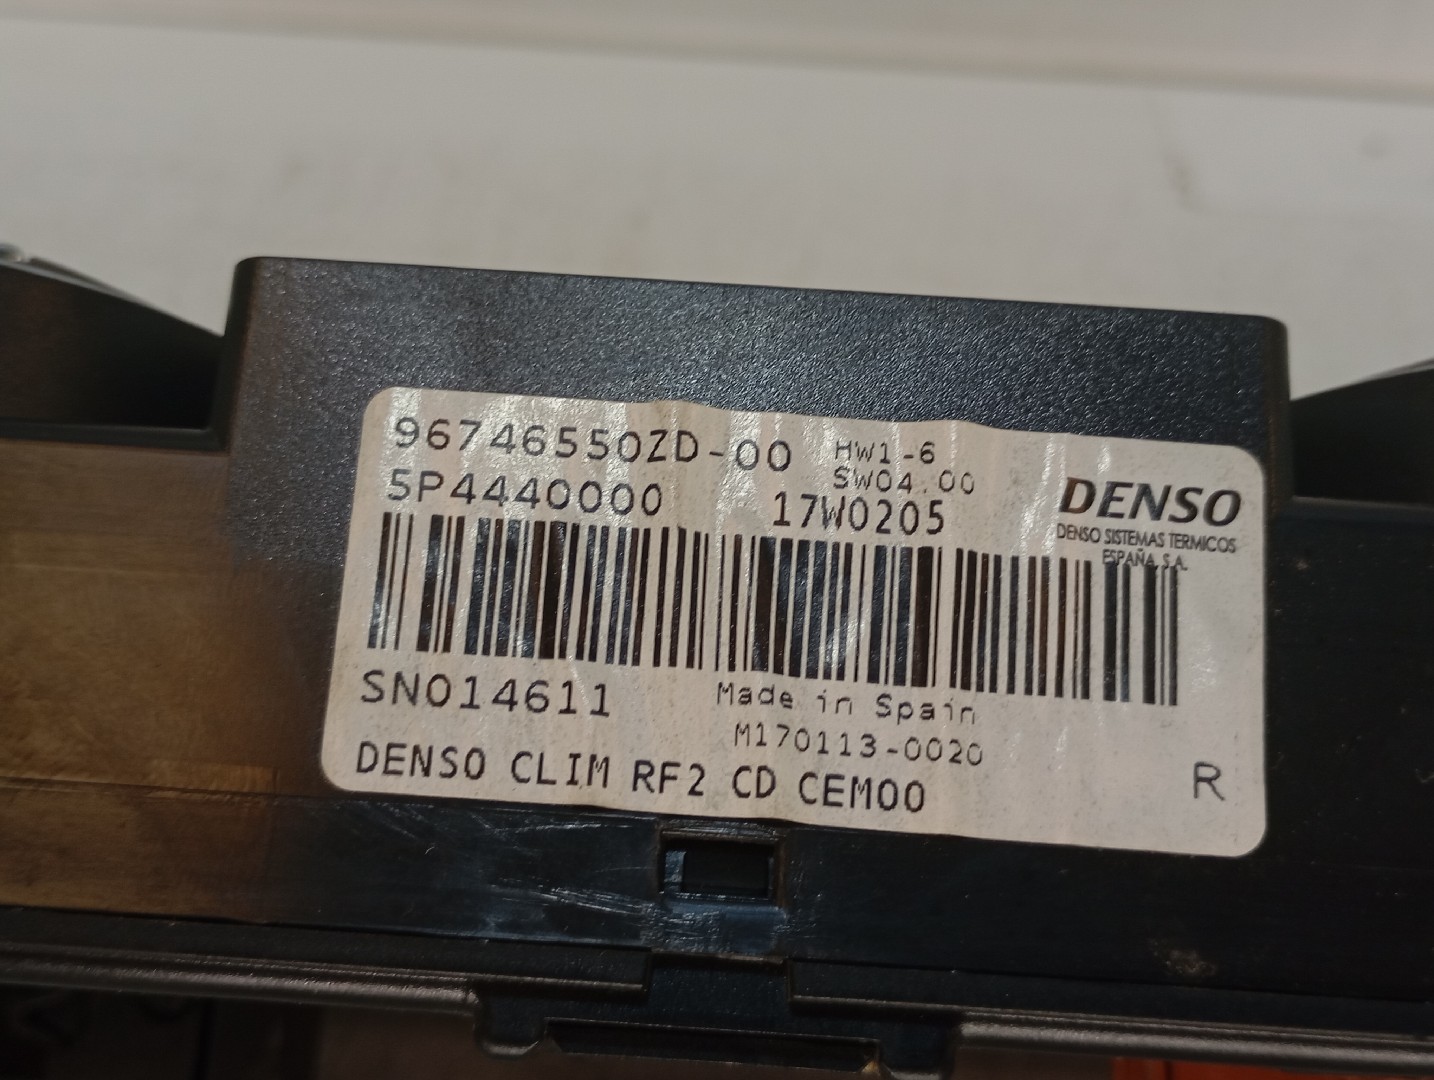 96746550ZD-00 HW1-6
SW04.00
5P4440000 17W0205
DENSO
DENSO SISTEMAS TERMICOS
ESPAÑA, S.A.
SN014611 Made in Spain
M170113-0020
DENSO CLIM RF2 CD CEM00 R